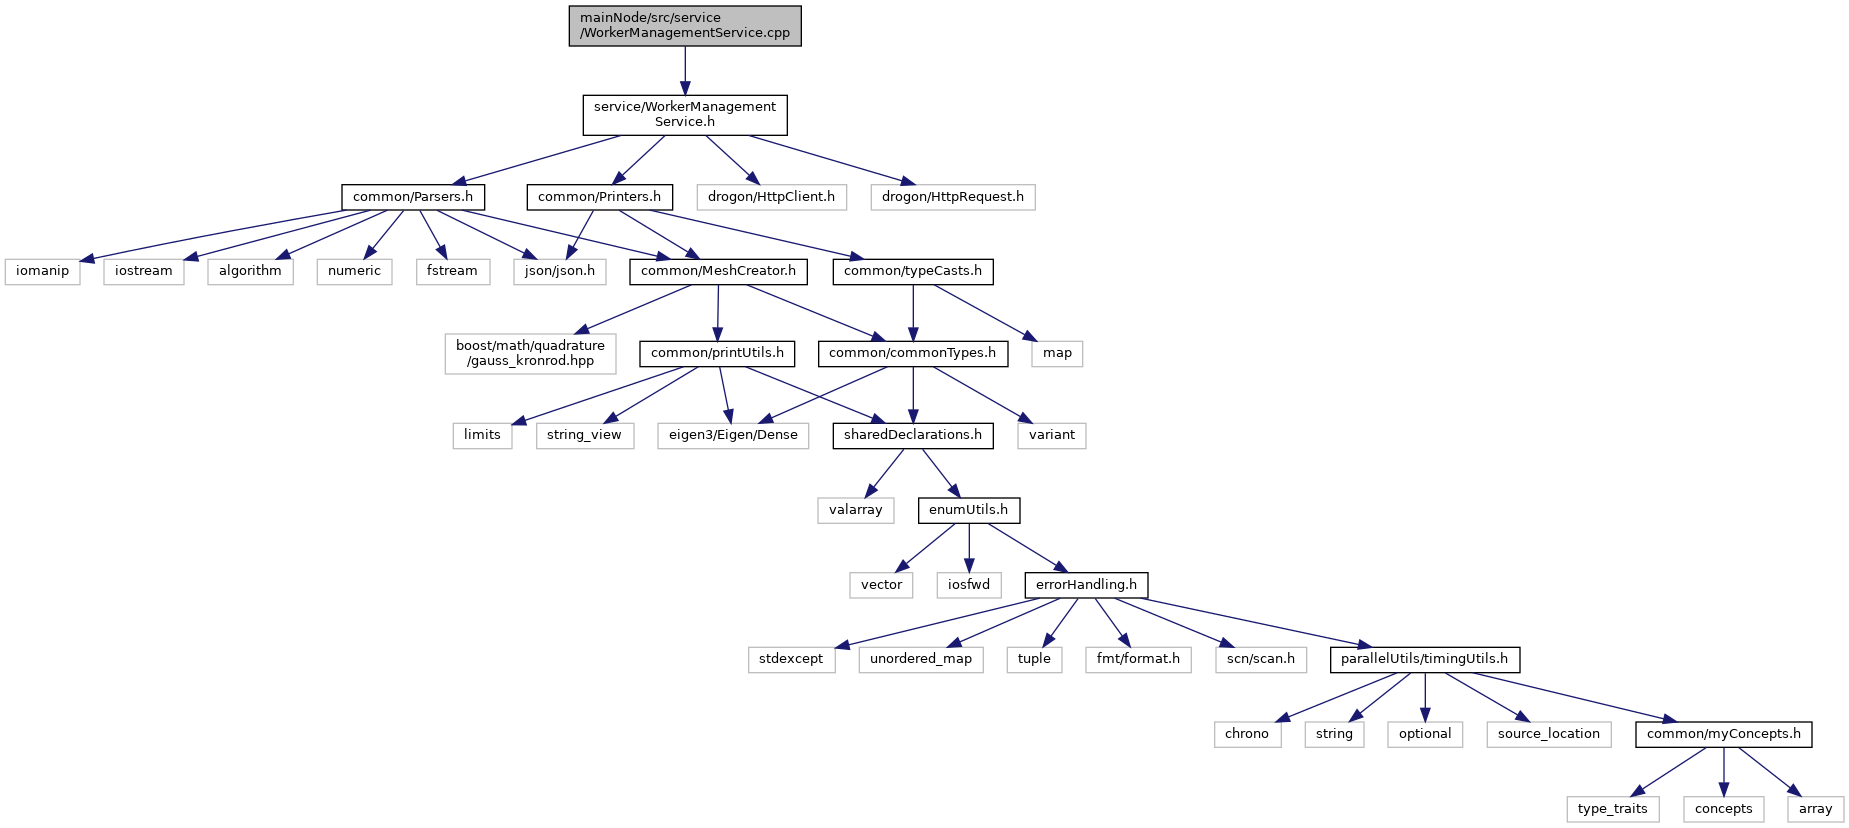 mainNode/src/service
/WorkerManagementService.cpp
service/WorkerManagement
Service.h
common/Parsers.h
common/Printers.h
drogon/HttpClient.h
drogon/HttpRequest.h
iomanip
iostream
algorithm
numeric
fstream
json/json.h
common/MeshCreator.h
common/typeCasts.h
boost/math/quadrature
/gauss_kronrod.hpp
common/printUtils.h
common/commonTypes.h
map
limits
string_view
eigen3/Eigen/Dense
sharedDeclarations.h
variant
valarray
enumUtils.h
vector
iosfwd
errorHandling.h
stdexcept
unordered_map
tuple
fmt/format.h
scn/scan.h
parallelUtils/timingUtils.h
chrono
string
optional
source_location
common/myConcepts.h
type_traits
concepts
array